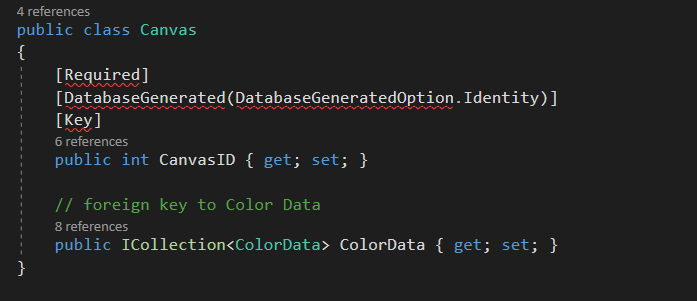 4 references
public class Canvas
{
[Required]
[DatabaseGenerated(DatabaseGeneratedOption.Identity)]
[Key]
6 references
public int CanvasID { get; set; }
// foreign key to Color Data
8 references
public ICollection<ColorData> ColorData { get; set; }
}